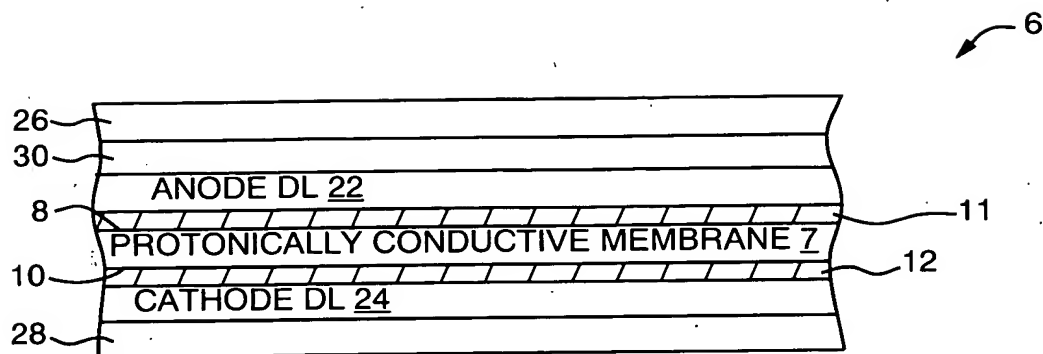 6
26
30
ANODE DL 22
8
11
PROTONICALLY CONDUCTIVE MEMBRANE 7
10
12
CATHODE DL 24
28